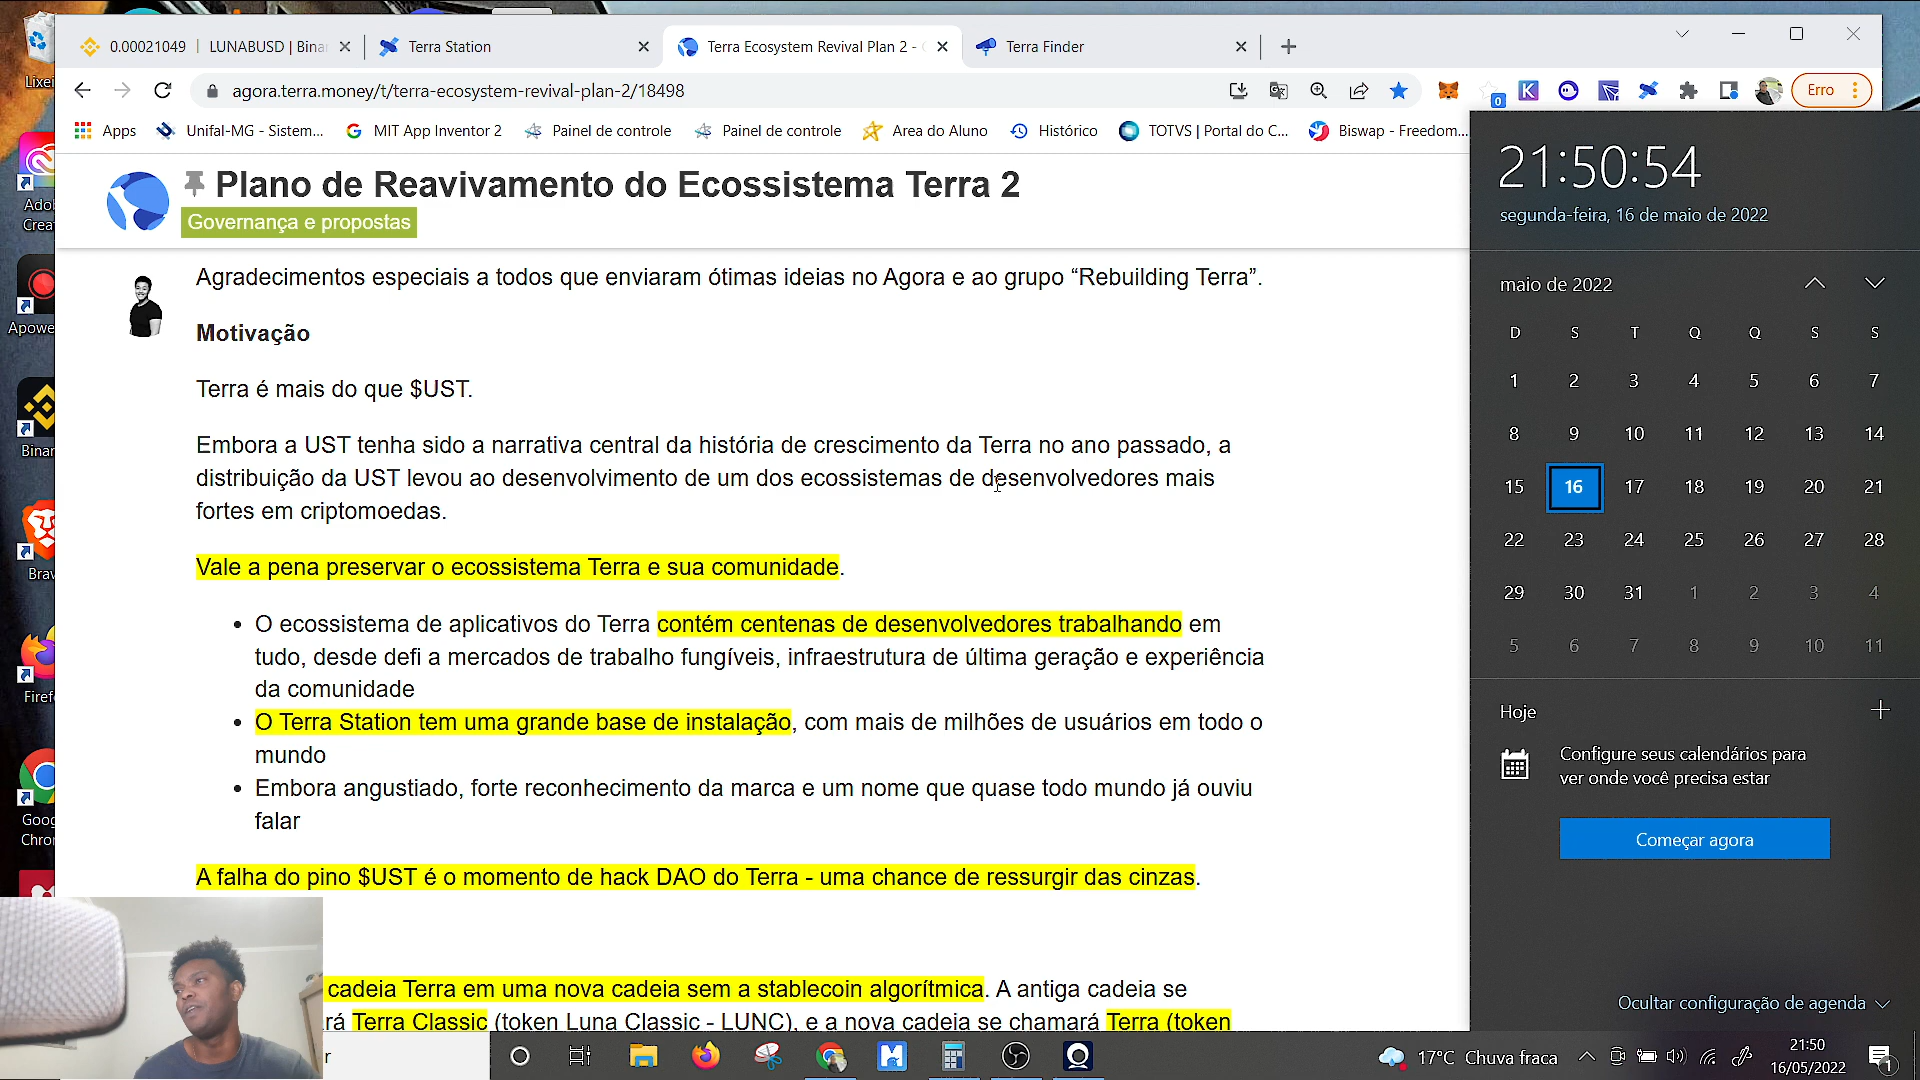 0.00021049 | LUNABUSD | Bina
Terra Station
Terra Ecosystem Revival Plan 2 -
Terra Finder
agora.terra.money/t/terra-ecosystem-revival-plan-2/18498
0
K
Erro
Apps
Unifal-MG - Sistem...
MIT App Inventor 2
Painel de controle
Painel de controle
Area do Aluno
Histórico
TOTVS | Portal do C...
Biswap - Freedom...
Plano de Reavivamento do Ecossistema Terra 2
Governança e propostas
Agradecimentos especiais a todos que enviaram ótimas ideias no Agora e ao grupo “Rebuilding Terra”.
Motivação
Terra é mais do que $UST.
Embora a UST tenha sido a narrativa central da história de crescimento da Terra no ano passado, a
distribuição da UST levou ao desenvolvimento de um dos ecossistemas de desenvolvedores mais
fortes em criptomoedas.
Vale a pena preservar o ecossistema Terra e sua comunidade.
• O ecossistema de aplicativos do Terra contém centenas de desenvolvedores trabalhando em
tudo, desde defi a mercados de trabalho fungíveis, infraestrutura de última geração e experiência
da comunidade
• O Terra Station tem uma grande base de instalação, com mais de milhões de usuários em todo o
mundo
• Embora angustiado, forte reconhecimento da marca e um nome que quase todo mundo já ouviu
falar
A falha do pino $UST é o momento de hack DAO do Terra - uma chance de ressurgir das cinzas.
cadeia Terra em uma nova cadeia sem a stablecoin algorítmica. A antiga cadeia se
rá Terra Classic (token Luna Classic - LUNC), e a nova cadeia se chamará Terra (token
21:50:54
segunda-feira, 16 de maio de 2022
maio de 2022
D S T Q Q S S
1 2 3 4 5 6 7
8 9 10 11 12 13 14
15 16 17 18 19 20 21
22 23 24 25 26 27 28
29 30 31 1 2 3 4
5 6 7 8 9 10 11
Hoje
Configure seus calendários para
ver onde você precisa estar
Começar agora
Ocultar configuração de agenda
Lixei
Adob
Creat
Apowe
Binan
Brav
Firef
Goog
Chron
r
17°C Chuva fraca
21:50
16/05/2022
1